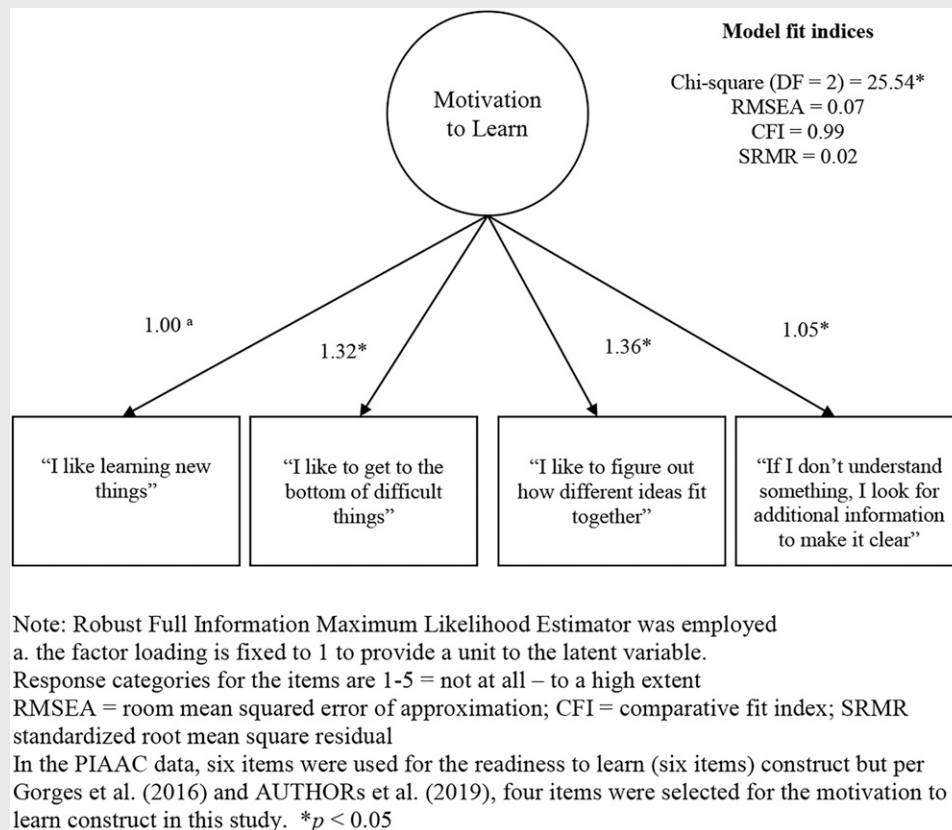 Model fit indices
Chi-square (DF = 2) = 25.54*
RMSEA = 0.07
CFI = 0.99
SRMR = 0.02
Motivation
to Learn
1.00 a
1.32*
1.36*
1.05*
“I like learning new
things”
“I like to get to the
bottom of difficult
things”
“I like to figure out
how different ideas fit
together”
“If I don’t understand
something, I look for
additional information
to make it clear”
Note: Robust Full Information Maximum Likelihood Estimator was employed
a. the factor loading is fixed to 1 to provide a unit to the latent variable.
Response categories for the items are 1-5 = not at all – to a high extent
RMSEA = room mean squared error of approximation; CFI = comparative fit index; SRMR
standardized root mean square residual
In the PIAAC data, six items were used for the readiness to learn (six items) construct but per
Gorges et al. (2016) and AUTHORs et al. (2019), four items were selected for the motivation to
learn construct in this study. *p < 0.05